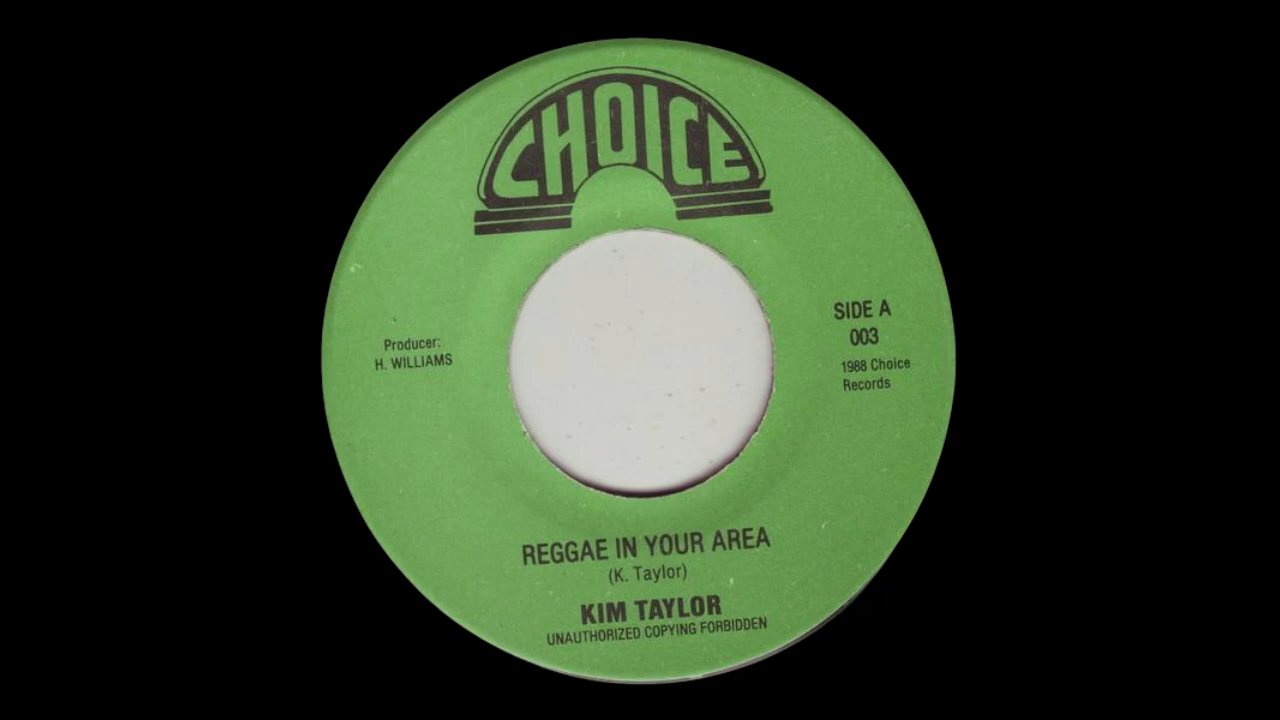 CHOICE
Producer:
H. WILLIAMS
SIDE A
003
1988 Choice
Records
REGGAE IN YOUR AREA
(K. Taylor)
KIM TAYLOR
UNAUTHORIZED COPYING FORBIDDEN